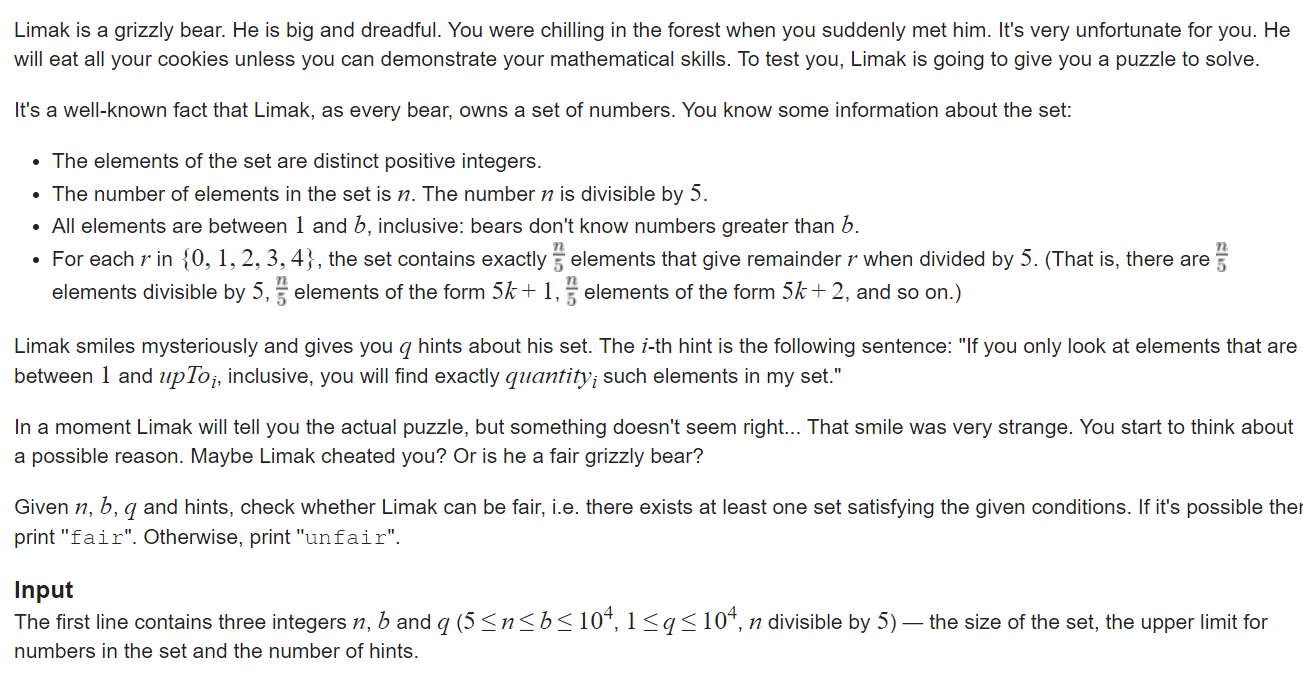 Limak is a grizzly bear. He is big and dreadful. You were chilling in the forest when you suddenly met him. It's very unfortunate for you. He
will eat all your cookies unless you can demonstrate your mathematical skills. To test you, Limak is going to give you a puzzle to solve.
It's a well-known fact that Limak, as every bear, owns a set of numbers. You know some information about the set:
• The elements of the set are distinct positive integers.
• The number of elements in the set is n. The number n is divisible by 5.
• All elements are between 1 and b, inclusive: bears don't know numbers greater than b.
• For each r in {0, 1, 2, 3, 4}, the set contains exactly n/5 elements that give remainder r when divided by 5. (That is, there are n/5
elements divisible by 5, n/5 elements of the form 5k + 1, n/5 elements of the form 5k + 2, and so on.)
Limak smiles mysteriously and gives you q hints about his set. The i-th hint is the following sentence: "If you only look at elements that are
between 1 and upToᵢ, inclusive, you will find exactly quantityᵢ such elements in my set."
In a moment Limak will tell you the actual puzzle, but something doesn't seem right... That smile was very strange. You start to think about
a possible reason. Maybe Limak cheated you? Or is he a fair grizzly bear?
Given n, b, q and hints, check whether Limak can be fair, i.e. there exists at least one set satisfying the given conditions. If it's possible ther
print "fair". Otherwise, print "unfair".
Input
The first line contains three integers n, b and q (5 ≤ n ≤ b ≤ 10⁴, 1 ≤ q ≤ 10⁴, n divisible by 5) — the size of the set, the upper limit for
numbers in the set and the number of hints.